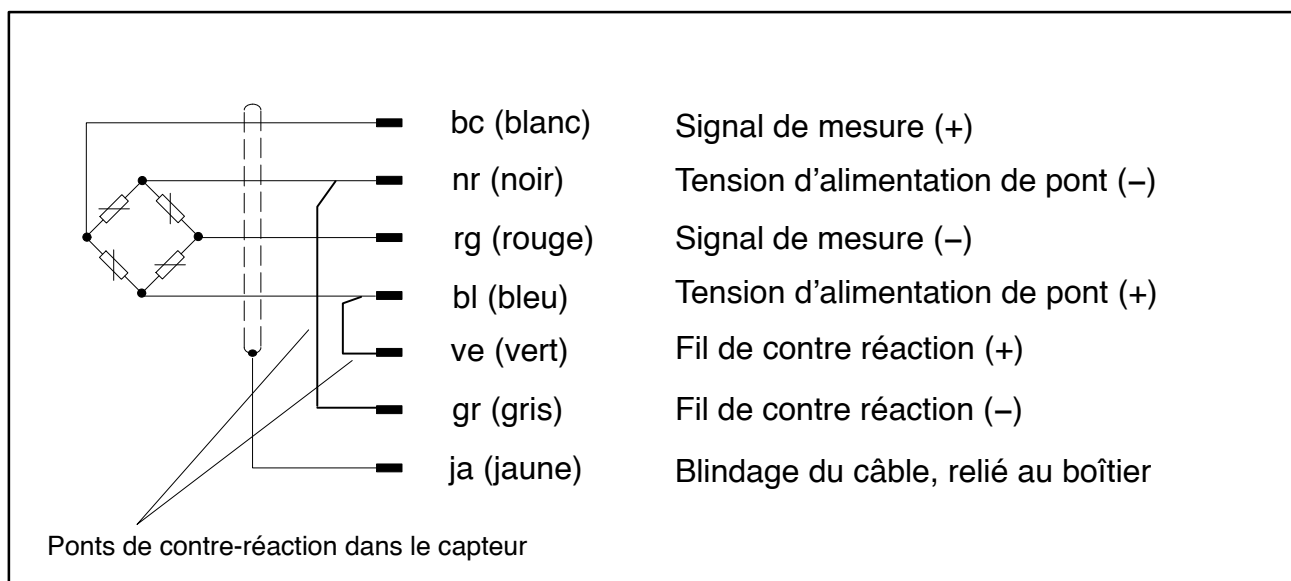 bc (blanc) Signal de mesure (+)
nr (noir) Tension d’alimentation de pont (−)
rg (rouge) Signal de mesure (−)
bl (bleu) Tension d’alimentation de pont (+)
ve (vert) Fil de contre réaction (+)
gr (gris) Fil de contre réaction (−)
ja (jaune) Blindage du câble, relié au boîtier
Ponts de contre-réaction dans le capteur